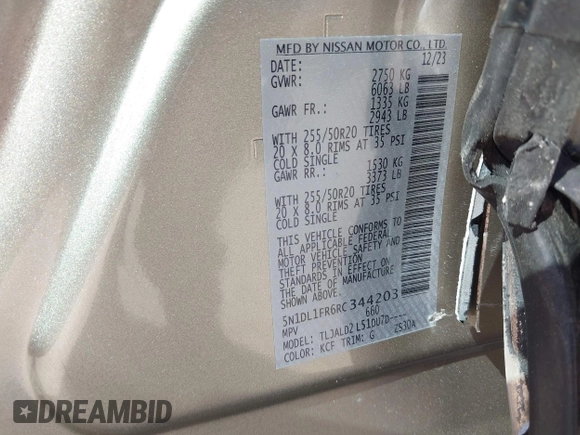 MFD BY NISSAN MOTOR CO., LTD.
DATE: 12/23
GVWR: 2750 KG
6063 LB
GAWR FR.: 1335 KG
2943 LB
WITH 255/50R20 TIRES
20 X 8.0 RIMS AT 35 PSI
COLD SINGLE
GAWR RR.: 1530 KG
3373 LB
WITH 255/50R20 TIRES
20 X 8.0 RIMS AT 35 PSI
COLD SINGLE
THIS VEHICLE CONFORMS TO
ALL APPLICABLE FEDERAL
MOTOR VEHICLE SAFETY AND
THEFT PREVENTION
STANDARDS IN EFFECT ON
THE DATE OF MANUFACTURE
SHOWN ABOVE.
5N1DL1FR6RC344203
MPV 660
MODEL: TLJALDZ L51DU7D-----
COLOR: KCF TRIM: G ZSJOA
DREAMBID